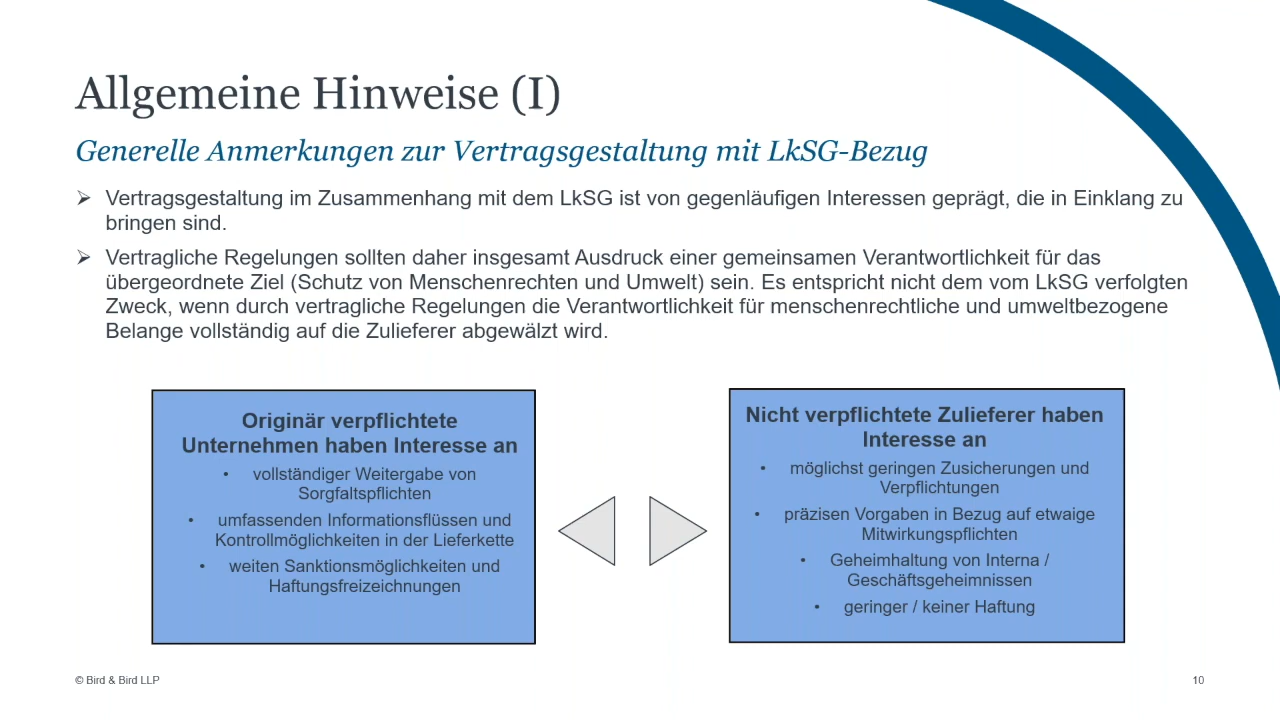 Allgemeine Hinweise (I)
Generelle Anmerkungen zur Vertragsgestaltung mit LkSG-Bezug
➢ Vertragsgestaltung im Zusammenhang mit dem LkSG ist von gegenläufigen Interessen geprägt, die in Einklang zu
bringen sind.
➢ Vertragliche Regelungen sollten daher insgesamt Ausdruck einer gemeinsamen Verantwortlichkeit für das
übergeordnete Ziel (Schutz von Menschenrechten und Umwelt) sein. Es entspricht nicht dem vom LkSG verfolgten
Zweck, wenn durch vertragliche Regelungen die Verantwortlichkeit für menschenrechtliche und umweltbezogene
Belange vollständig auf die Zulieferer abgewälzt wird.
Originär verpflichtete
Unternehmen haben Interesse an
• vollständiger Weitergabe von
Sorgfaltspflichten
• umfassenden Informationsflüssen und
Kontrollmöglichkeiten in der Lieferkette
• weiten Sanktionsmöglichkeiten und
Haftungsfreizeichnungen
Nicht verpflichtete Zulieferer haben
Interesse an
• möglichst geringen Zusicherungen und
Verpflichtungen
• präzisen Vorgaben in Bezug auf etwaige
Mitwirkungspflichten
• Geheimhaltung von Interna /
Geschäftsgeheimnissen
• geringer / keiner Haftung
© Bird & Bird LLP
10